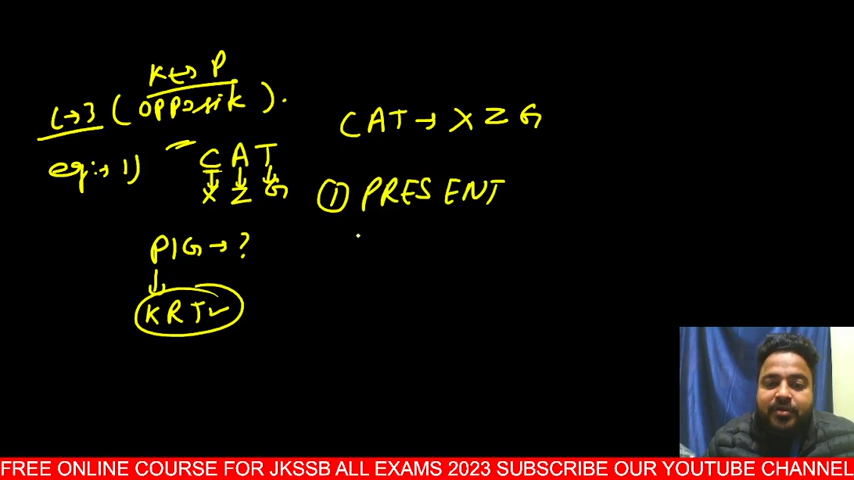 K↔P
L→3 (OPPosite).
eg:→ 1) CAT
↓↓↓
XZG
PIG→?
↓
KRT✓
CAT→XZG
① PRESENT
FREE ONLINE COURSE FOR JKSSB ALL EXAMS 2023 SUBSCRIBE OUR YOUTUBE CHANNEL